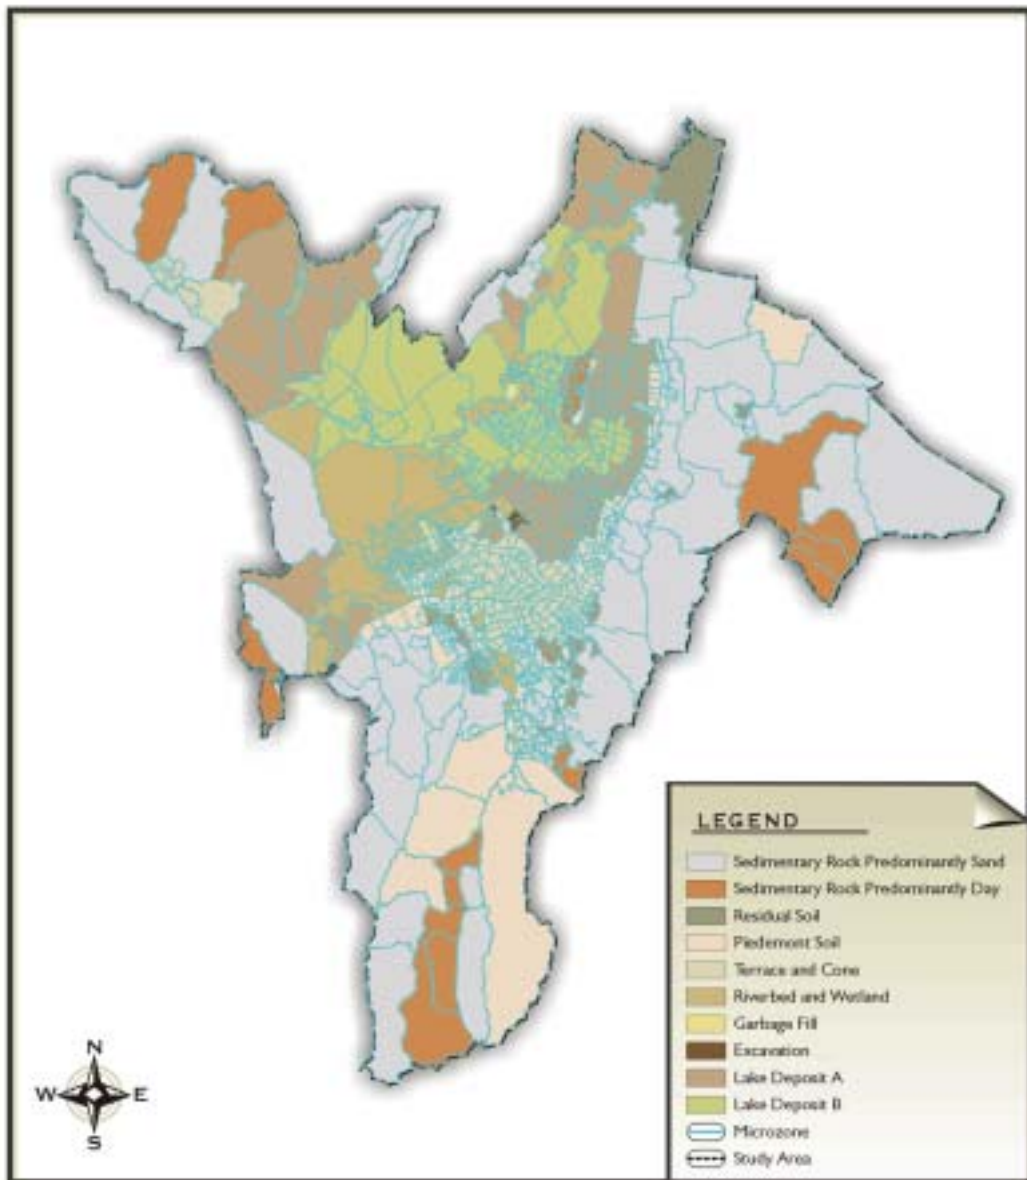 LEGEND
Sedimentary Rock Predominantly Sand
Sedimentary Rock Predominantly Day
Residual Soil
Piedemont Soil
Terrace and Cone
Riverbed and Wetland
Garbage Fill
Excavation
Lake Deposit A
Lake Deposit B
Microzone
Study Area
N
W E
S